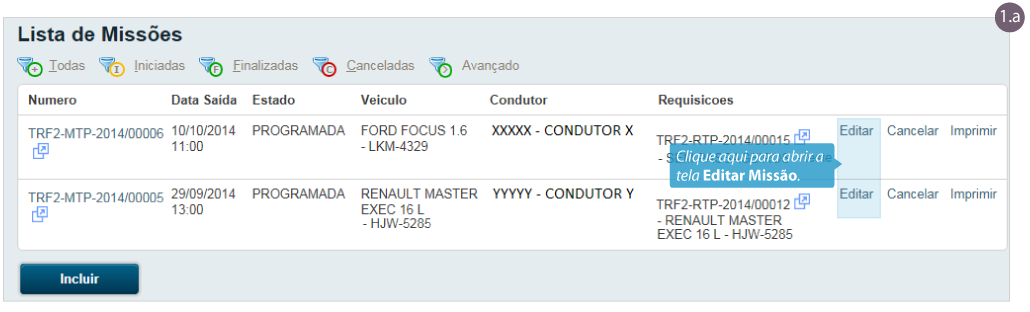 1.a
Lista de Missões
Todas Iniciadas Finalizadas Canceladas Avançado
Numero Data Saída Estado Veiculo Condutor Requisicoes
TRF2-MTP-2014/00006 10/10/2014 11:00 PROGRAMADA FORD FOCUS 1.6 - LKM-4329 XXXXX - CONDUTOR X TRF2-RTP-2014/00015 Editar Cancelar Imprimir
Clique aqui para abrir a
tela Editar Missão.
TRF2-MTP-2014/00005 29/09/2014 13:00 PROGRAMADA RENAULT MASTER EXEC 16 L - HJW-5285 YYYYY - CONDUTOR Y TRF2-RTP-2014/00012 - RENAULT MASTER EXEC 16 L - HJW-5285 Editar Cancelar Imprimir
Incluir